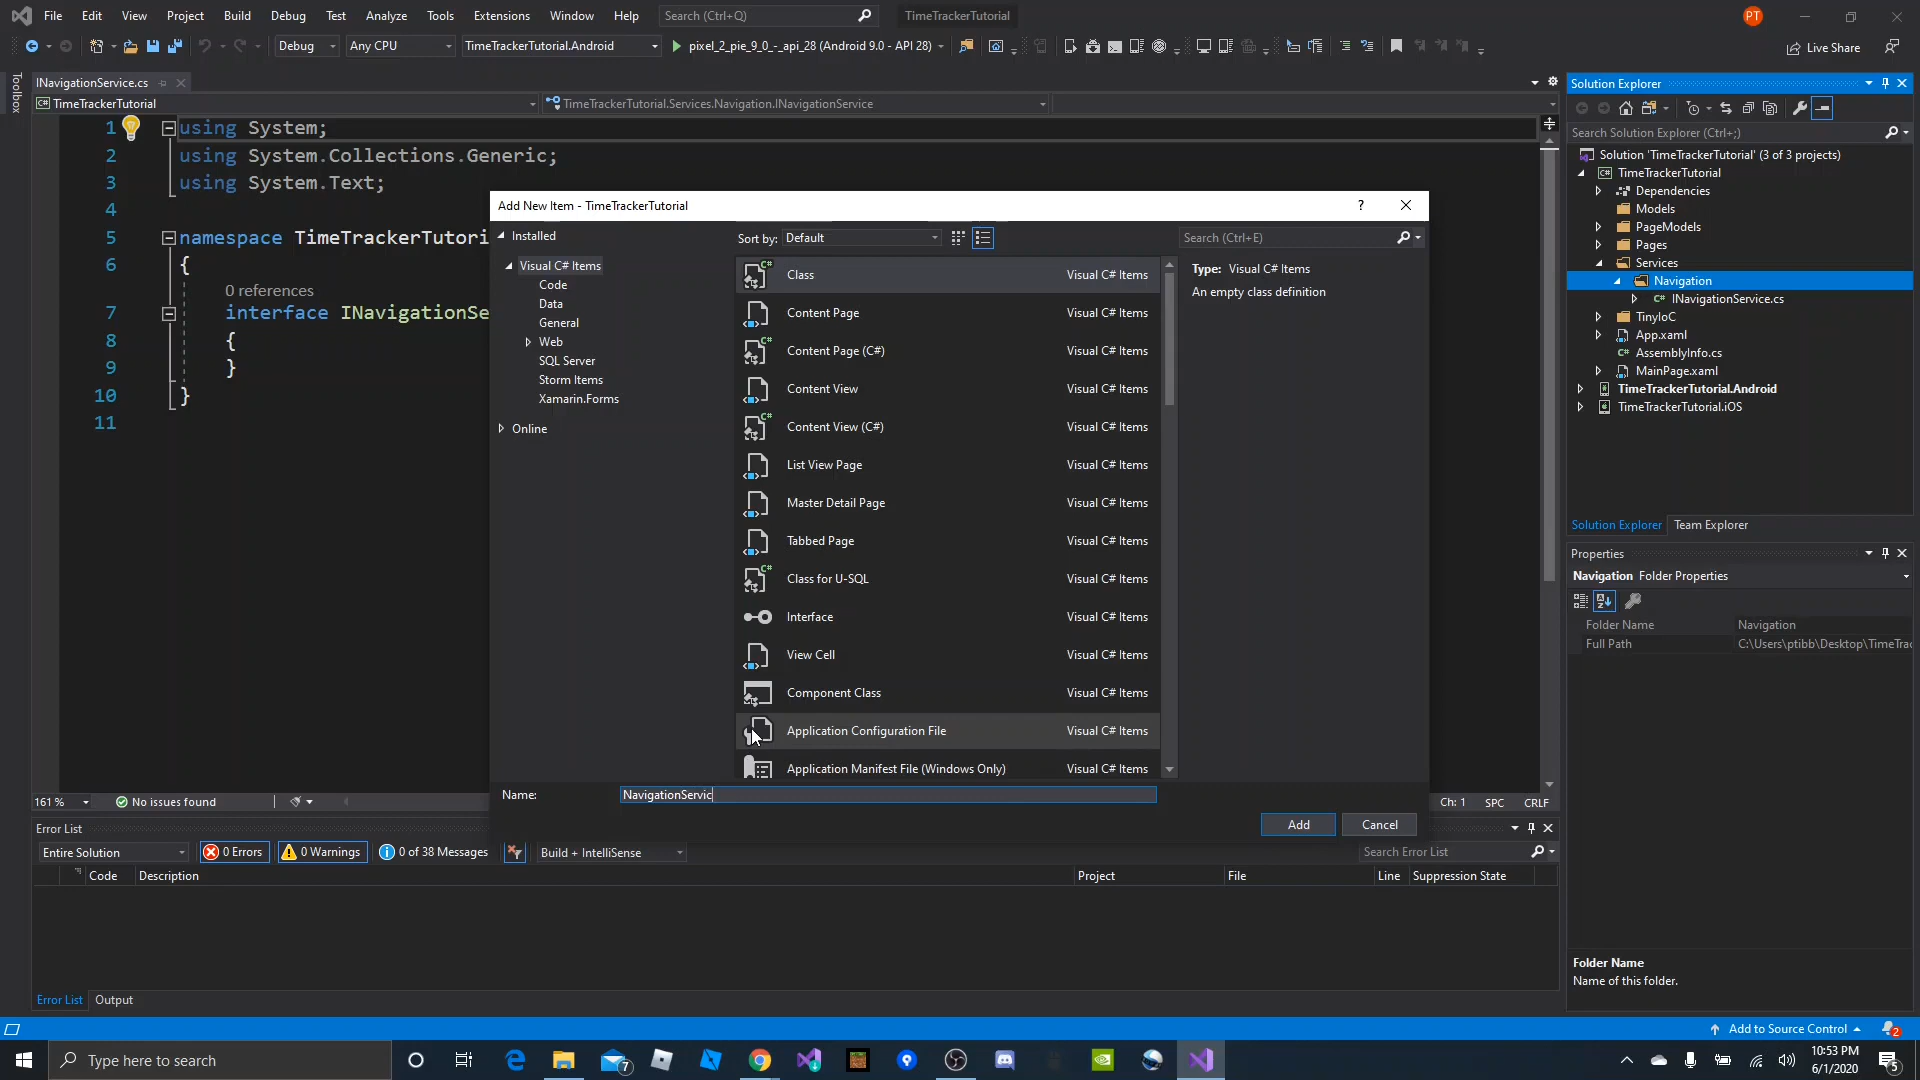 File Edit View Project Build Debug Test Analyze Tools Extensions Window Help Search (Ctrl+Q) TimeTrackerTutorial PT
Debug Any CPU TimeTrackerTutorial.Android pixel_2_pie_9_0_-_api_28 (Android 9.0 - API 28) Live Share
Toolbox
INavigationService.cs
TimeTrackerTutorial TimeTrackerTutorial.Services.Navigation.INavigationService
1 using System;
2 using System.Collections.Generic;
3 using System.Text;
4
5 namespace TimeTrackerTutori
6 {
0 references
7 interface INavigationSe
8 {
9 }
10 }
11
161 % No issues found Ch: 1 SPC CRLF
Add New Item - TimeTrackerTutorial ?
Installed
Visual C# Items
Code
Data
General
Web
SQL Server
Storm Items
Xamarin.Forms
Online
Sort by: Default
Search (Ctrl+E)
Class Visual C# Items
Content Page Visual C# Items
Content Page (C#) Visual C# Items
Content View Visual C# Items
Content View (C#) Visual C# Items
List View Page Visual C# Items
Master Detail Page Visual C# Items
Tabbed Page Visual C# Items
Class for U-SQL Visual C# Items
Interface Visual C# Items
View Cell Visual C# Items
Component Class Visual C# Items
Application Configuration File Visual C# Items
Application Manifest File (Windows Only) Visual C# Items
Type: Visual C# Items
An empty class definition
Name: NavigationServic
Add Cancel
Solution Explorer
Search Solution Explorer (Ctrl+;)
Solution 'TimeTrackerTutorial' (3 of 3 projects)
TimeTrackerTutorial
Dependencies
Models
PageModels
Pages
Services
Navigation
INavigationService.cs
TinyIoC
App.xaml
AssemblyInfo.cs
MainPage.xaml
TimeTrackerTutorial.Android
TimeTrackerTutorial.iOS
Solution Explorer Team Explorer
Properties
Navigation Folder Properties
Folder Name Navigation
Full Path C:\Users\ptibb\Desktop\TimeTrac
Folder Name
Name of this folder.
Error List
Entire Solution 0 Errors 0 Warnings 0 of 38 Messages Build + IntelliSense Search Error List
Code Description Project File Line Suppression State
Error List Output
Add to Source Control 2
Type here to search 7 10:53 PM
6/1/2020 5